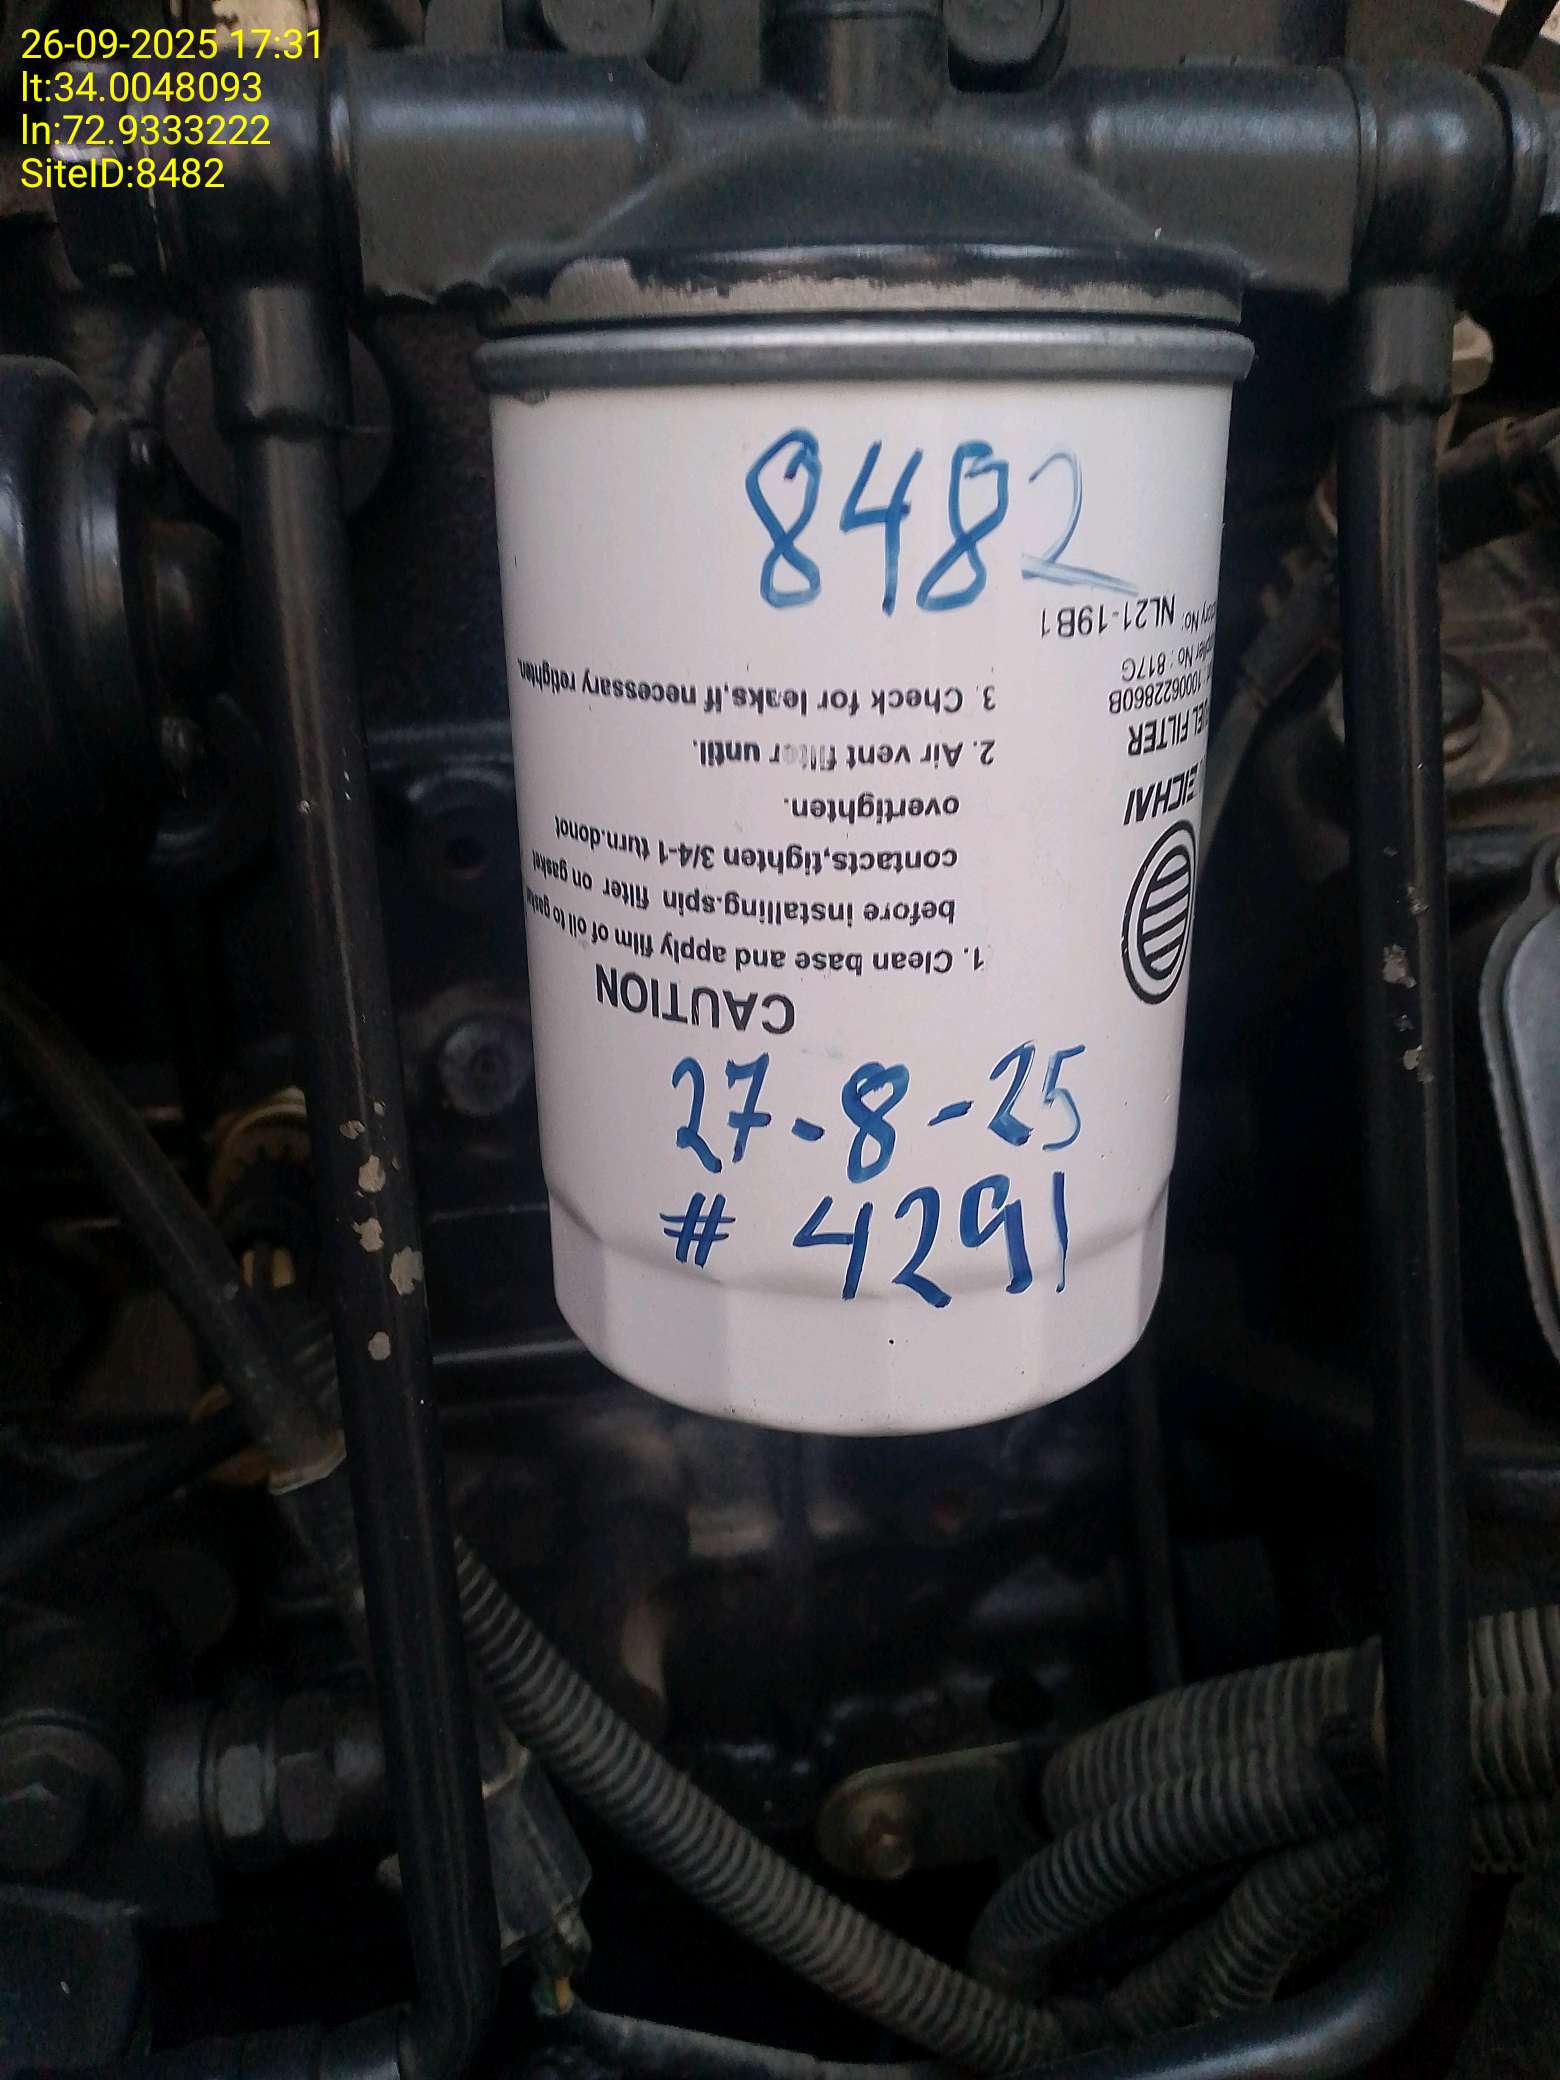 26-09-2025 17:31
lt:34.0048093
ln:72.9333222
SiteID:8482
8482
27-8-25
# 4291
CAUTION
1. Clean base and apply film of oil to
before installing.spin filter on gasket
contacts,tighten 3/4-1 turn.donot
overtighten.
2. Air vent filter until.
3. Check for leaks,if necessary retighten.
EICHAI
FILTER
1000622860B
No : 817G
No: NL21-19B1